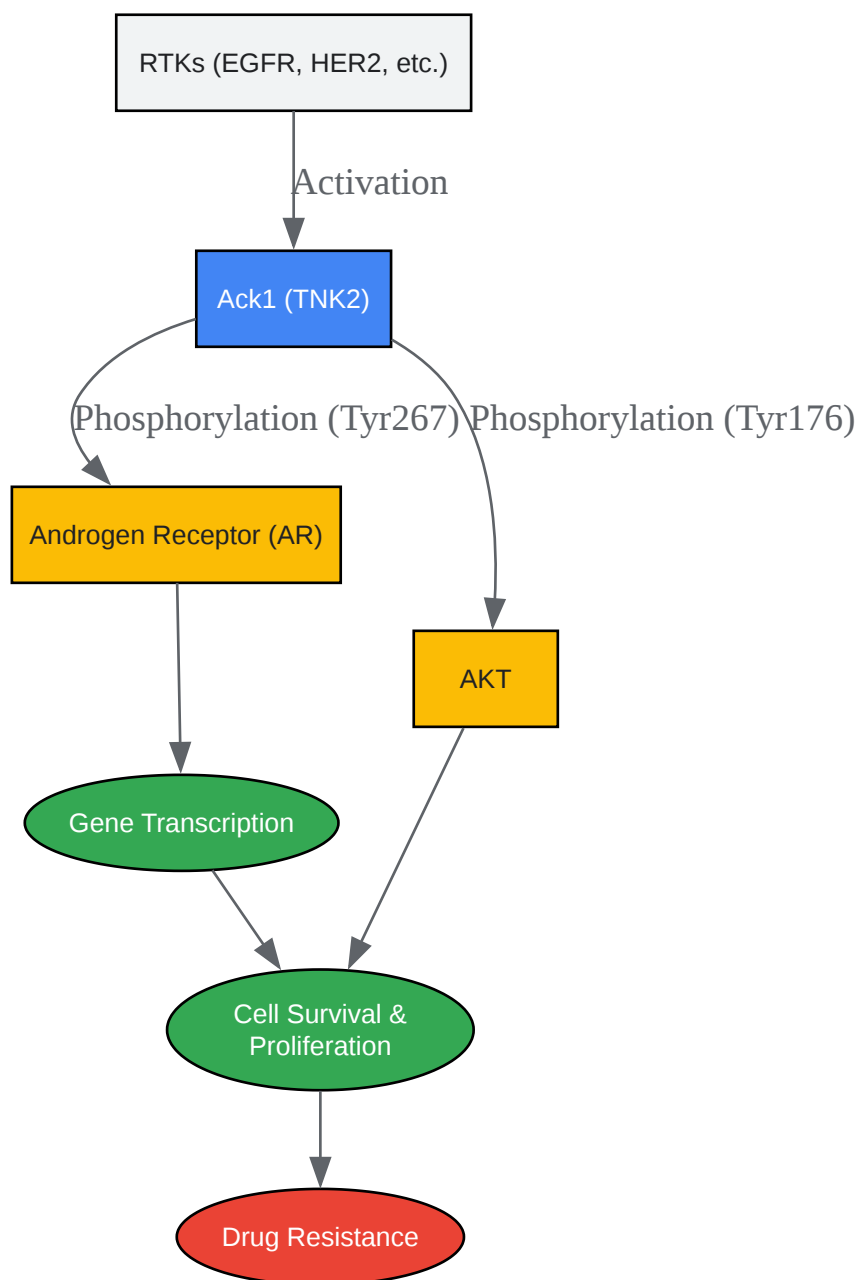 RTKs (EGFR, HER2, etc.)
Activation
Ack1 (TNK2)
Phosphorylation (Tyr267)
Phosphorylation (Tyr176)
Androgen Receptor (AR)
AKT
Gene Transcription
Cell Survival &
Proliferation
Drug Resistance